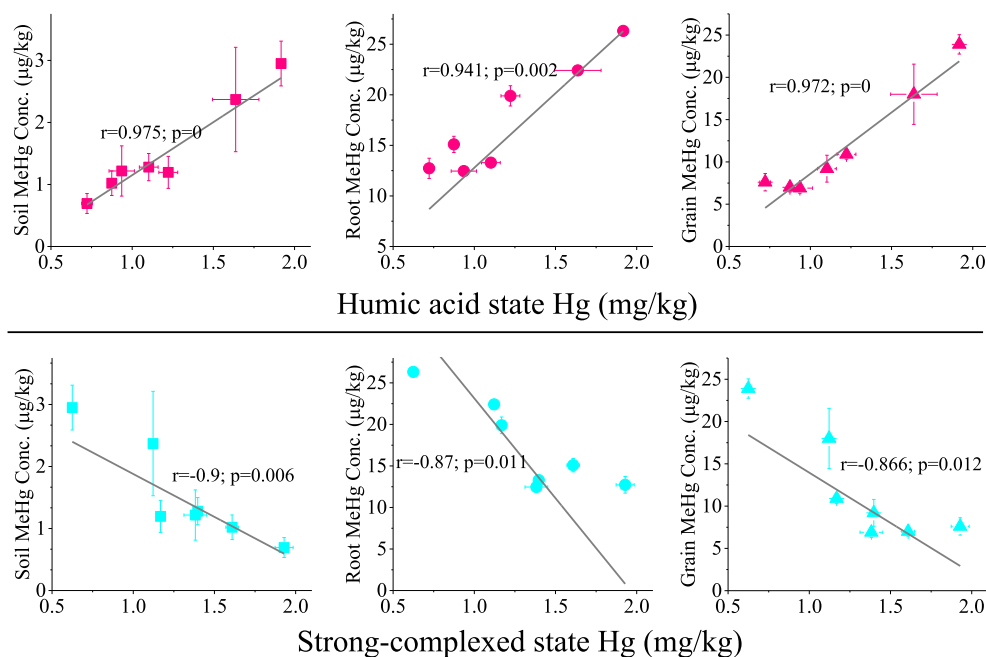 Soil MeHg Conc. (μg/kg)
3
2
1
0
r=0.975; p=0
0.5 1.0 1.5 2.0
Root MeHg Conc. (μg/kg)
25
20
15
10
5
r=0.941; p=0.002
0.5 1.0 1.5 2.0
Grain MeHg Conc. (μg/kg)
25
20
15
10
5
0
r=0.972; p=0
0.5 1.0 1.5 2.0
Humic acid state Hg (mg/kg)
Soil MeHg Conc. (μg/kg)
3
2
1
0
r=-0.9; p=0.006
0.5 1.0 1.5 2.0
Root MeHg Conc. (μg/kg)
25
20
15
10
5
0
r=-0.87; p=0.011
0.5 1.0 1.5 2.0
Grain MeHg Conc. (μg/kg)
25
20
15
10
5
0
r=-0.866; p=0.012
0.5 1.0 1.5 2.0
Strong-complexed state Hg (mg/kg)